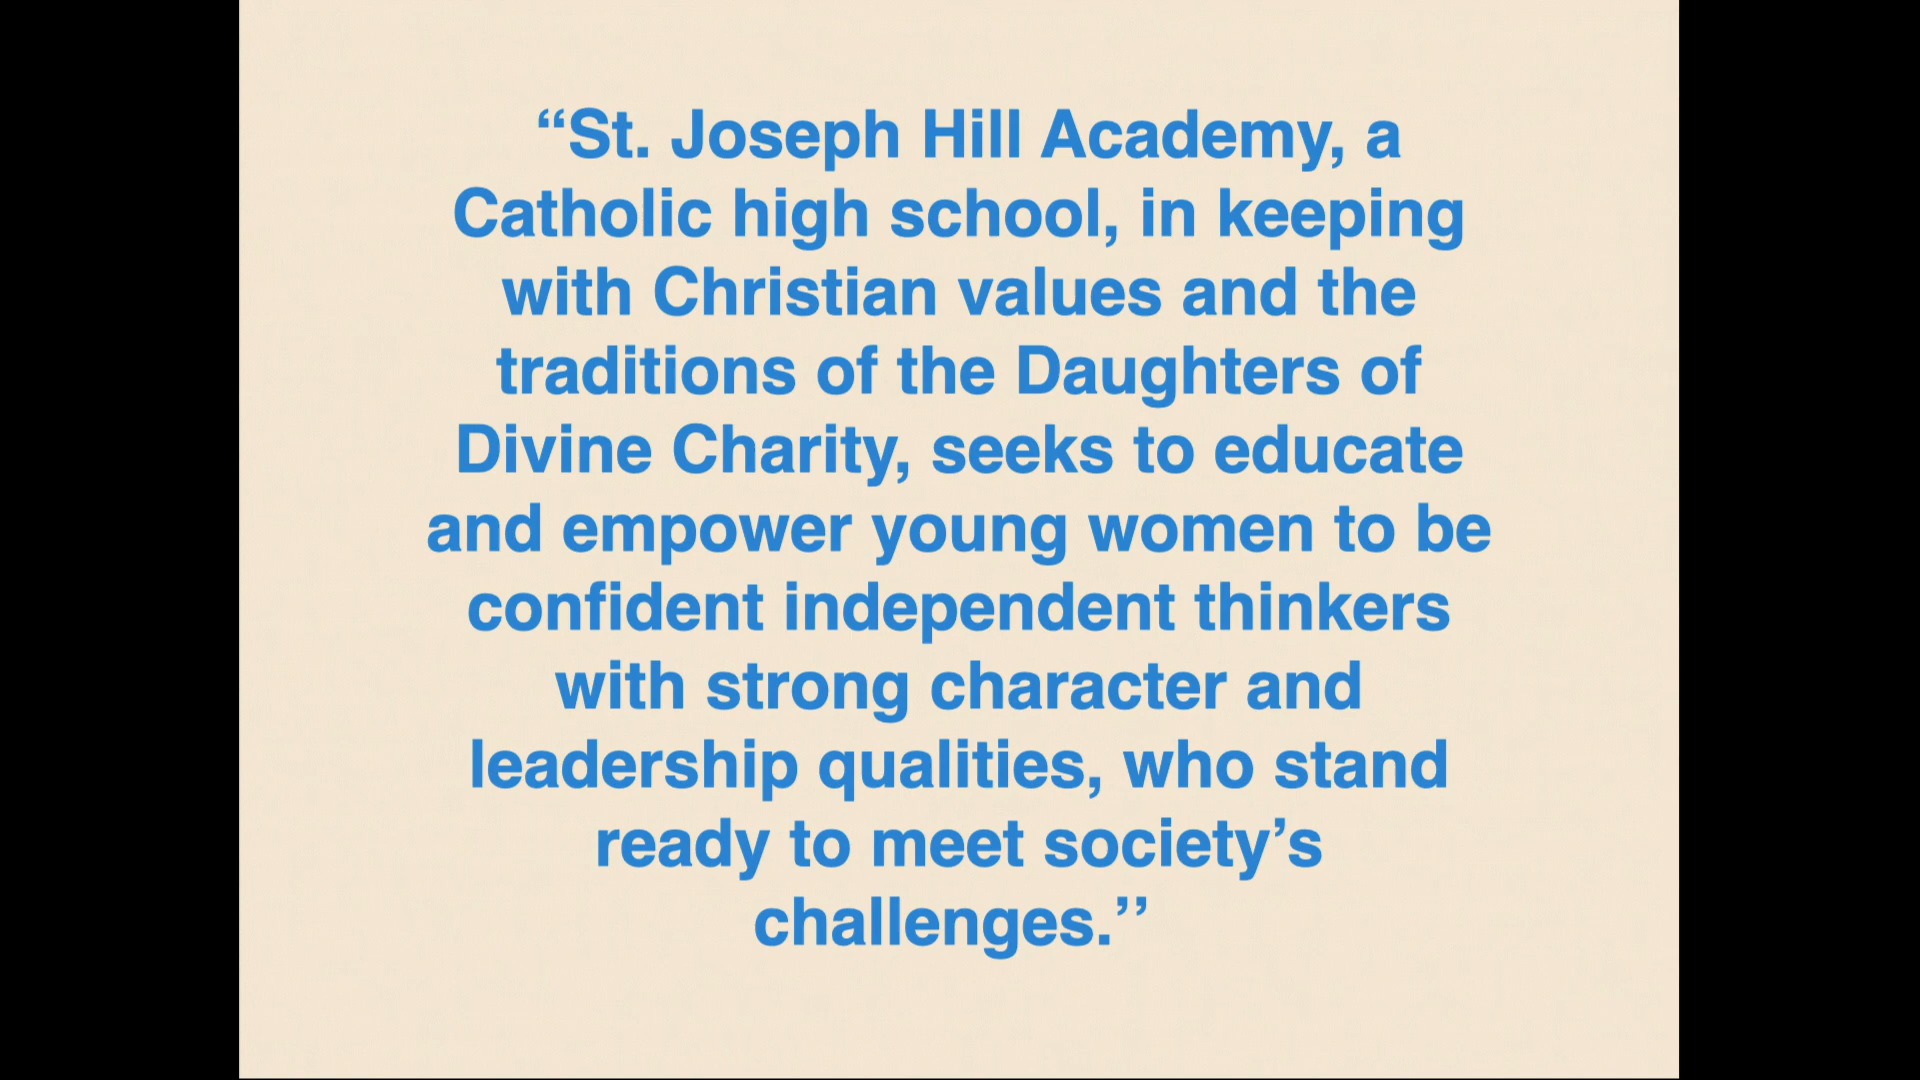 “St. Joseph Hill Academy, a
Catholic high school, in keeping
with Christian values and the
traditions of the Daughters of
Divine Charity, seeks to educate
and empower young women to be
confident independent thinkers
with strong character and
leadership qualities, who stand
ready to meet society’s
challenges.’’